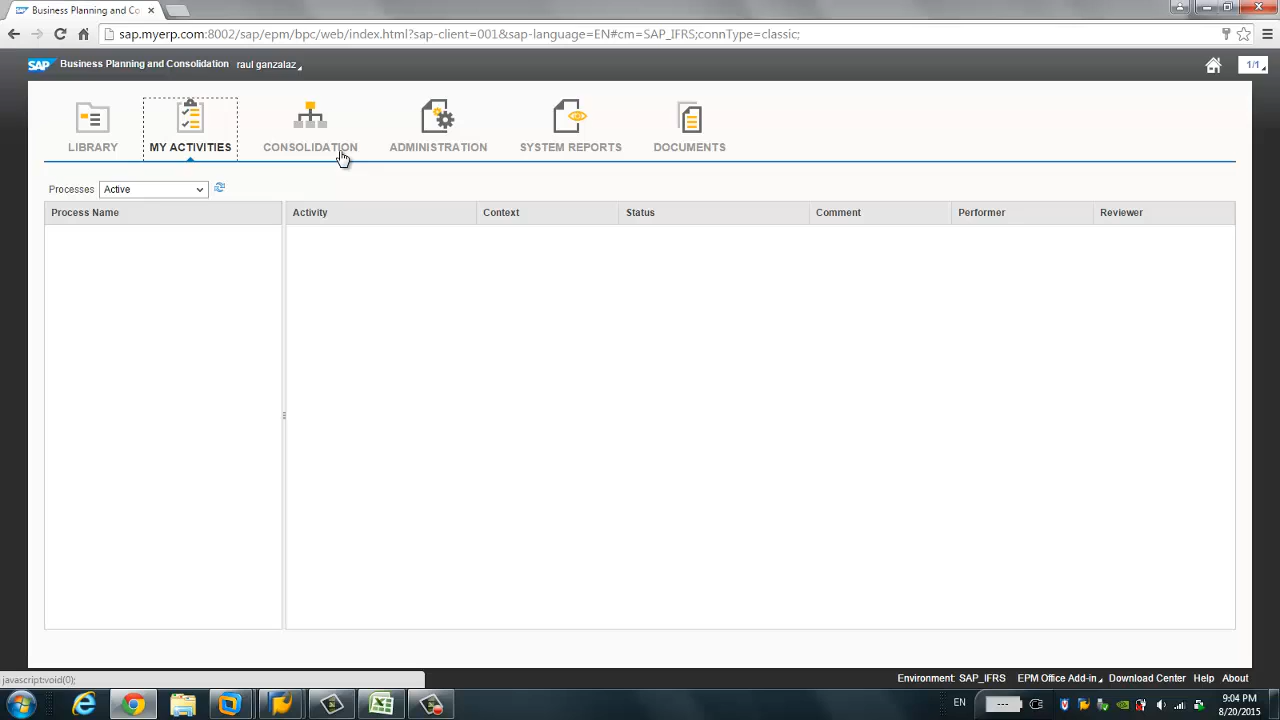 Business Planning and Co
sap.myerp.com:8002/sap/epm/bpc/web/index.html?sap-client=001&sap-language=EN#cm=SAP_IFRS;connType=classic;
SAP Business Planning and Consolidation raul ganzalaz 1/1
LIBRARY MY ACTIVITIES CONSOLIDATION ADMINISTRATION SYSTEM REPORTS DOCUMENTS
Processes Active
Process Name Activity Context Status Comment Performer Reviewer
javascript:void(0);
Environment: SAP_IFRS EPM Office Add-in Download Center Help About
EN --- 9:04 PM
8/20/2015